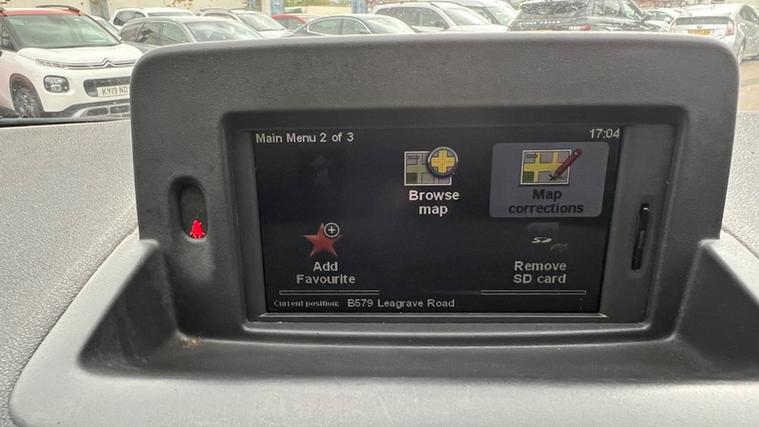 Main Menu 2 of 3
17:04
Browse
map
Map
corrections
Add
Favourite
SD
Remove
SD card
Current position: B579 Leagrave Road